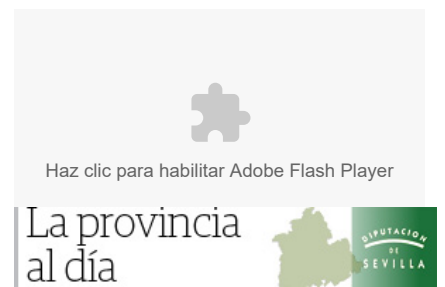 Haz clic para habilitar Adobe Flash Player
La provincia
al día
DIPUTACION
DE
SEVILLA